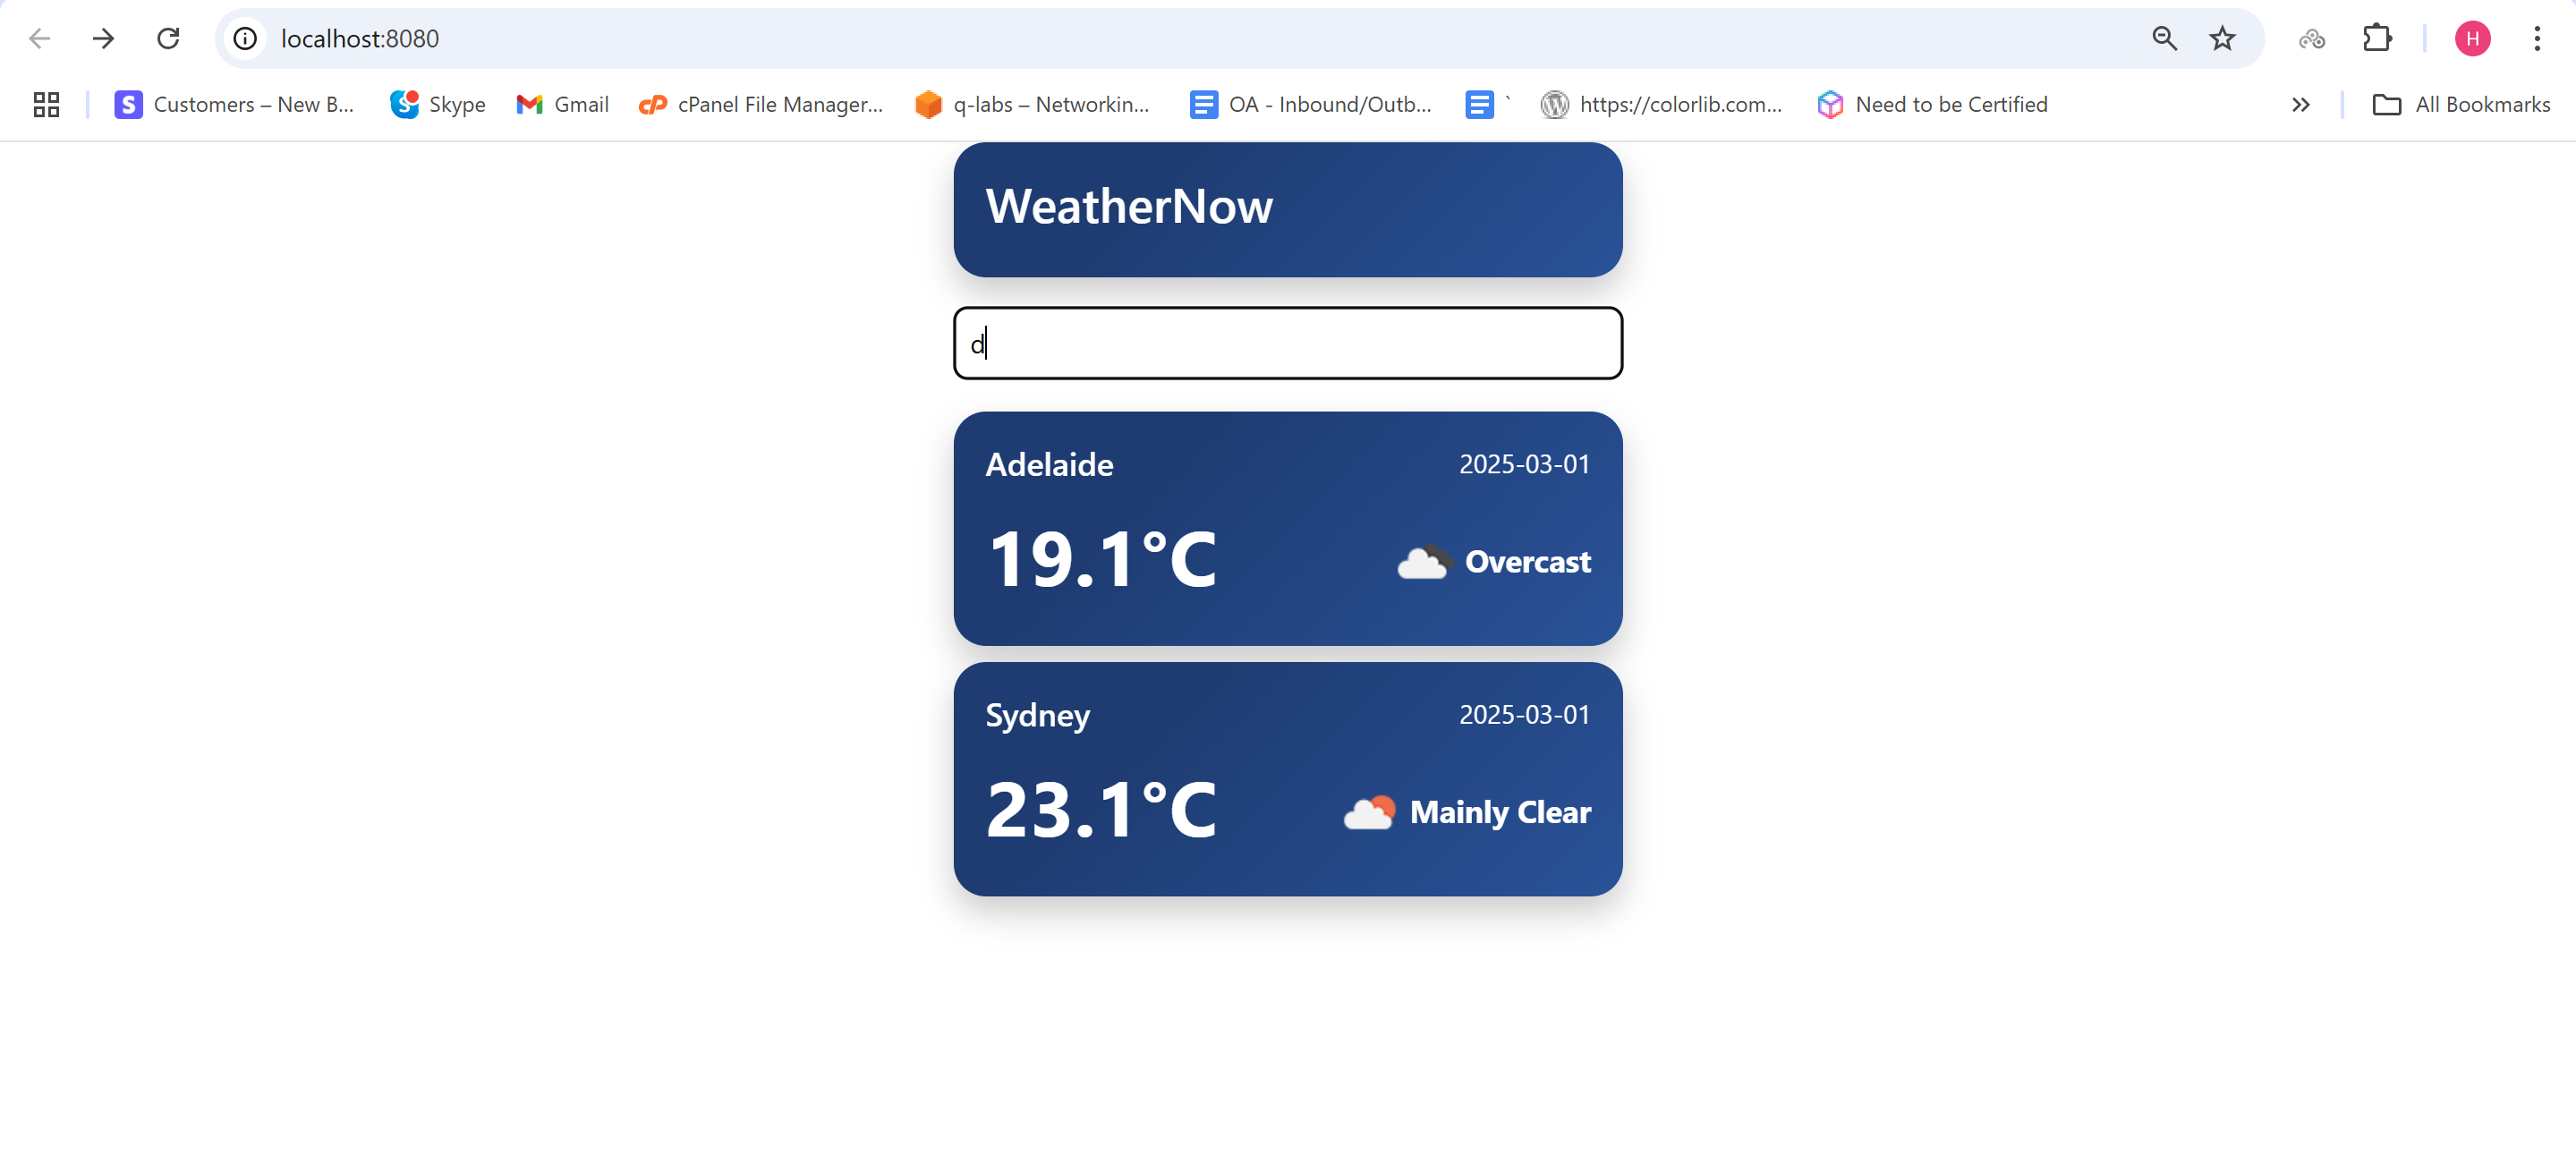 localhost:8080
H
Customers – New B...
Skype
Gmail
cPanel File Manager...
q-labs – Networkin...
OA - Inbound/Outb...
`
https://colorlib.com...
Need to be Certified
All Bookmarks
WeatherNow
d
Adelaide 2025-03-01
19.1°C Overcast
Sydney 2025-03-01
23.1°C Mainly Clear